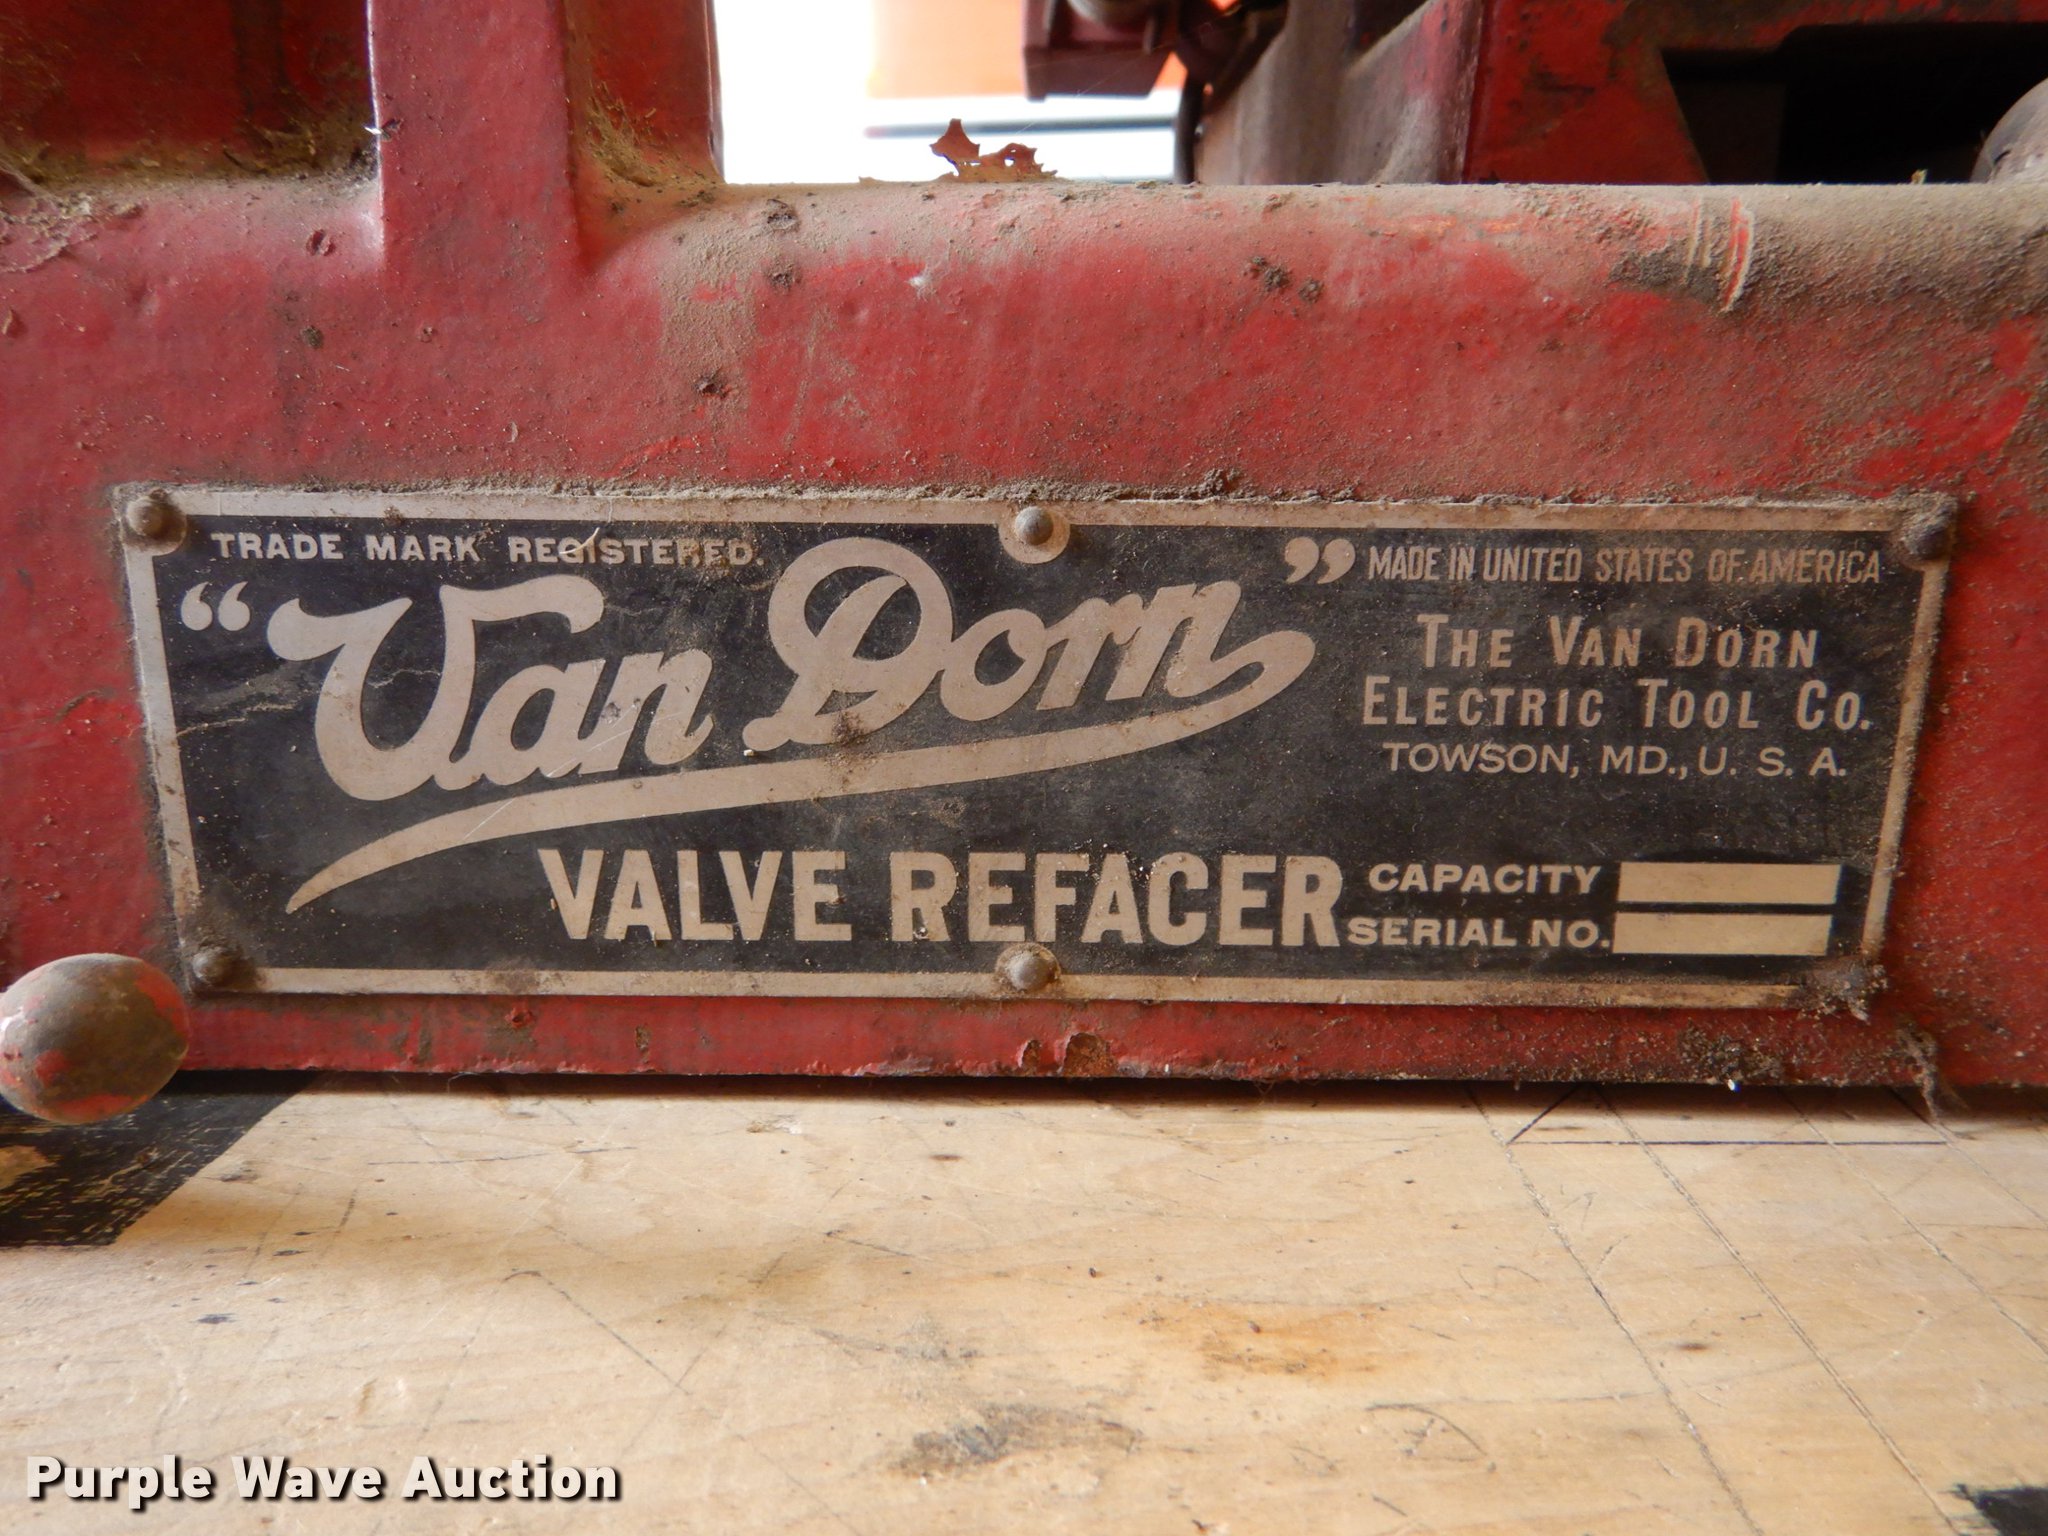 TRADE MARK REGISTERED.
“Van Dorn”
VALVE REFACER
MADE IN UNITED STATES OF AMERICA
THE VAN DORN
ELECTRIC TOOL CO.
TOWSON, MD., U. S. A.
CAPACITY
SERIAL NO.
Purple Wave Auction